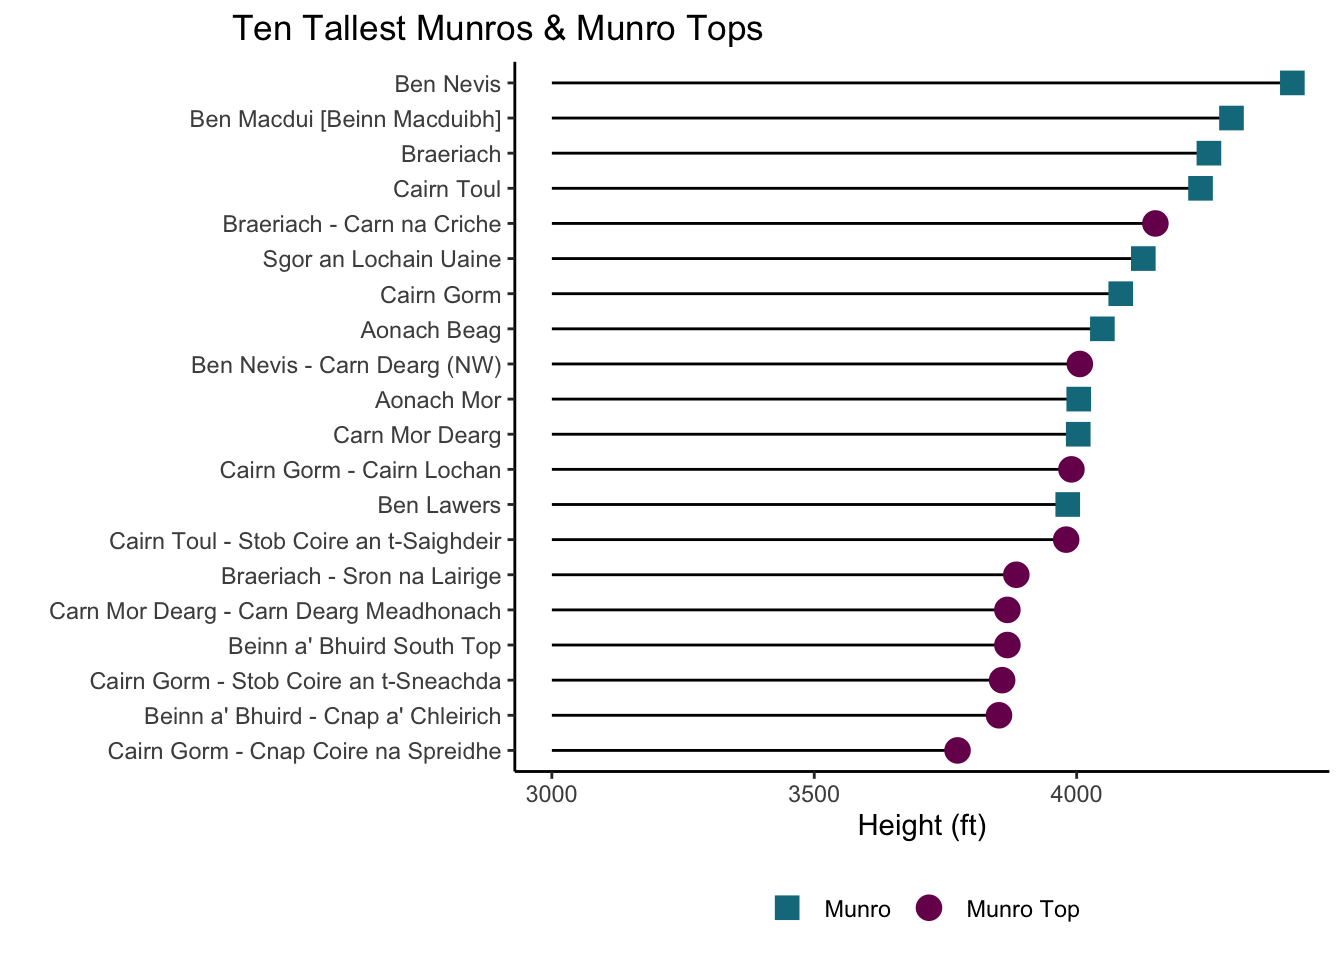 Ten Tallest Munros & Munro Tops
Ben Nevis
Ben Macdui [Beinn Macduibh]
Braeriach
Cairn Toul
Braeriach - Carn na Criche
Sgor an Lochain Uaine
Cairn Gorm
Aonach Beag
Ben Nevis - Carn Dearg (NW)
Aonach Mor
Carn Mor Dearg
Cairn Gorm - Cairn Lochan
Ben Lawers
Cairn Toul - Stob Coire an t-Saighdeir
Braeriach - Sron na Lairige
Carn Mor Dearg - Carn Dearg Meadhonach
Beinn a' Bhuird South Top
Cairn Gorm - Stob Coire an t-Sneachda
Beinn a' Bhuird - Cnap a' Chleirich
Cairn Gorm - Cnap Coire na Spreidhe
3000 3500 4000
Height (ft)
Munro Munro Top